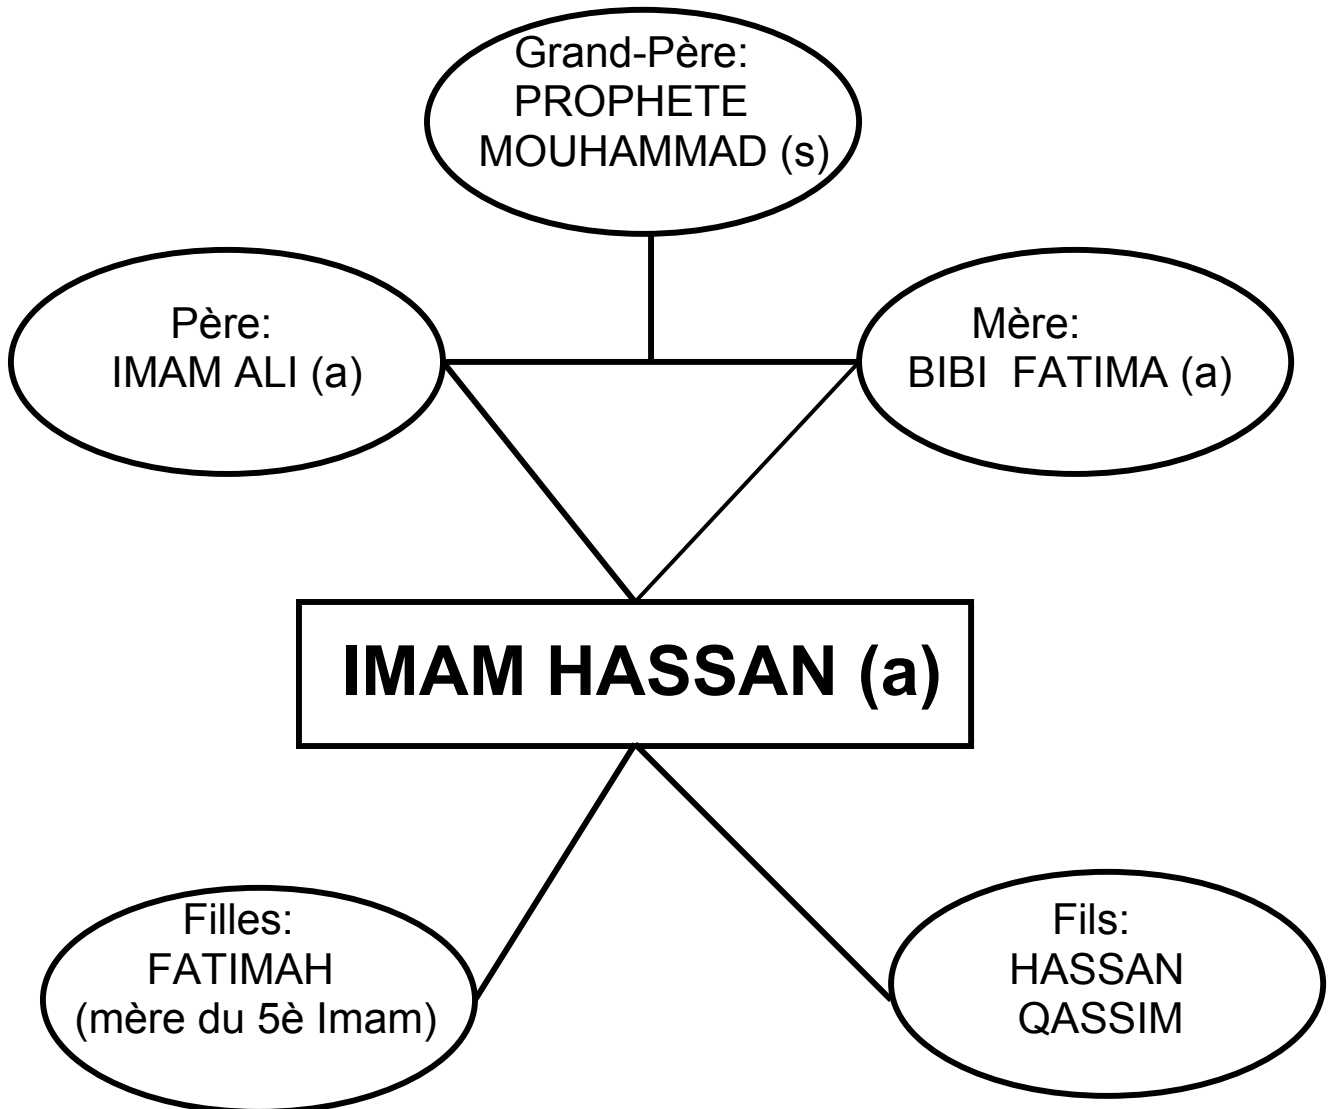 Grand-Père:
PROPHETE
MOUHAMMAD (s)
Père:
IMAM ALI (a)
Mère:
BIBI FATIMA (a)
IMAM HASSAN (a)
Filles:
FATIMAH
(mère du 5è Imam)
Fils:
HASSAN
QASSIM